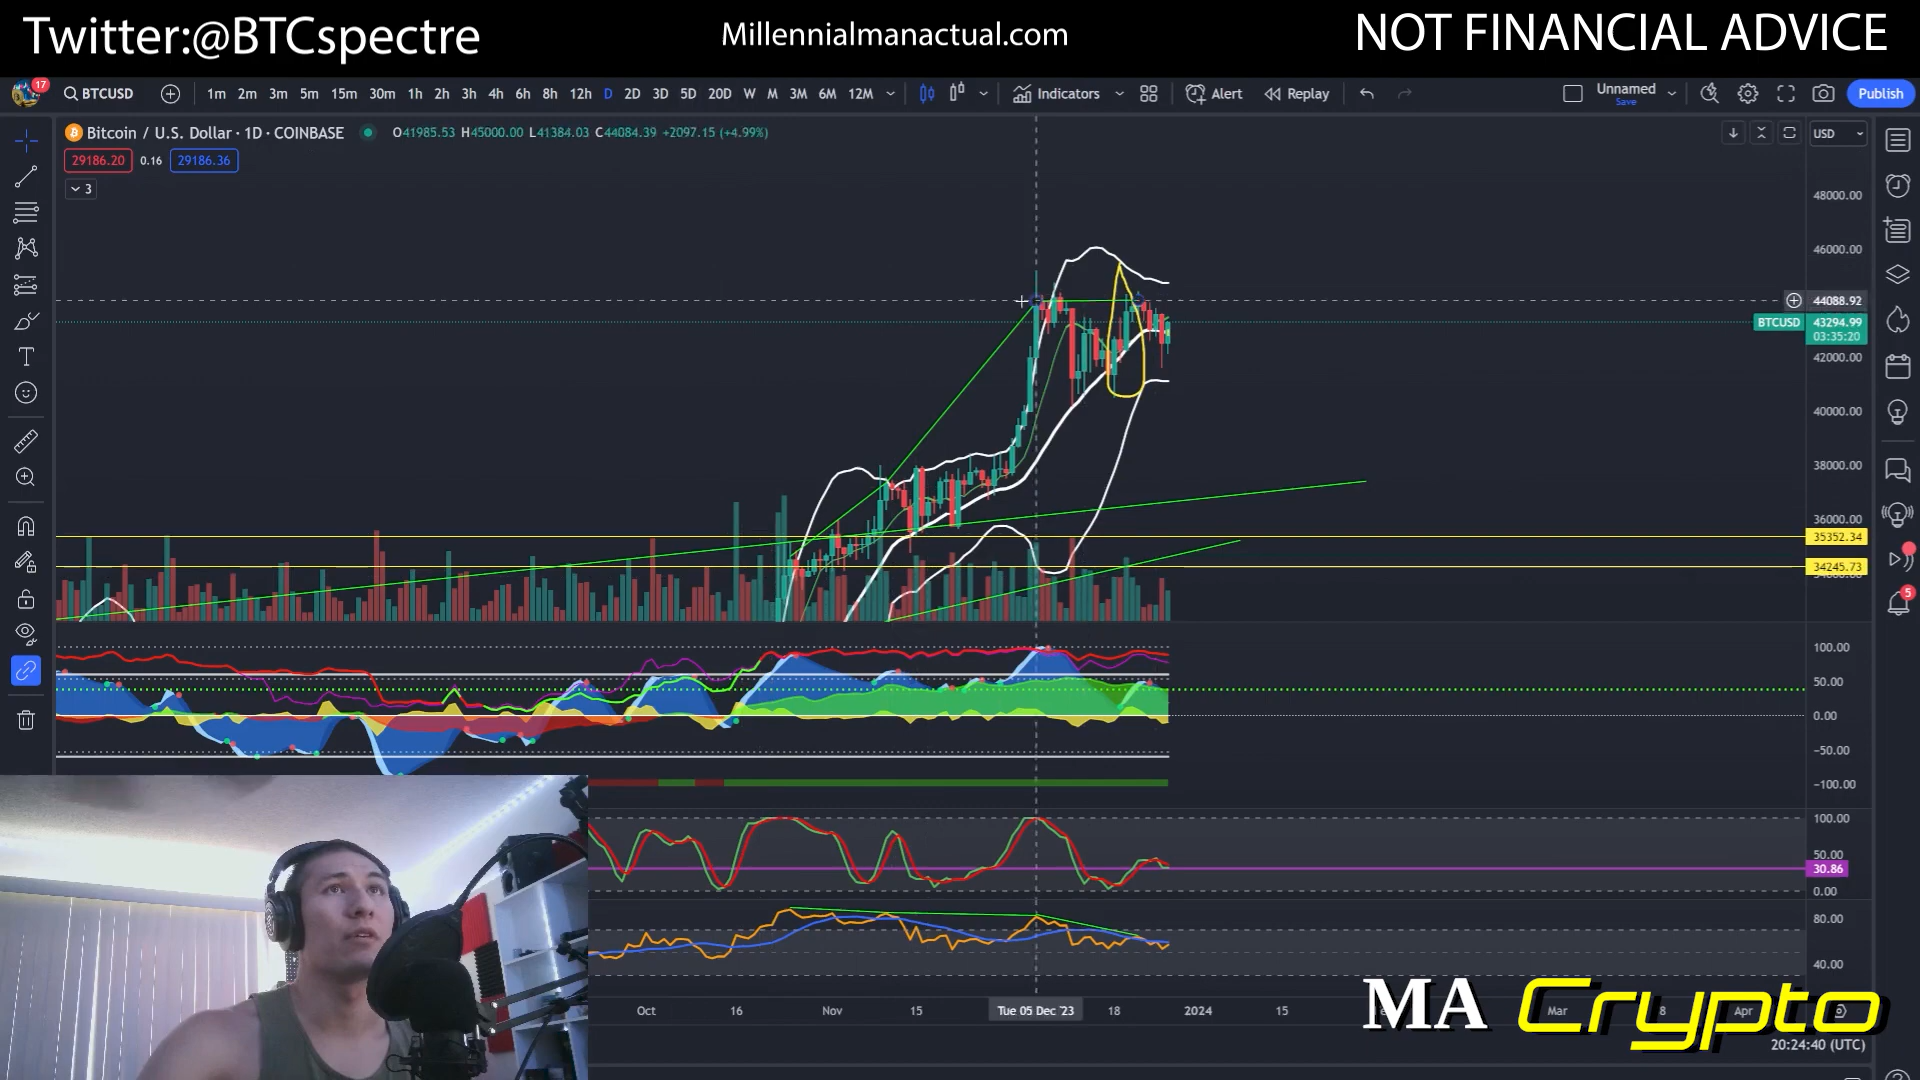 Twitter:@BTCspectre
Millennialmanactual.com
NOT FINANCIAL ADVICE
17
BTCUSD
1m 2m 3m 5m 15m 30m 1h 2h 3h 4h 6h 8h 12h D 2D 3D 5D 20D W M 3M 6M 12M
Indicators
Alert
Replay
Unnamed
Save
Publish
Bitcoin / U.S. Dollar · 1D · COINBASE
O41985.53 H45000.00 L41384.03 C44084.39 +2097.15 (+4.99%)
USD
29186.20 0.16 29186.36
3
48000.00
46000.00
44088.92
BTCUSD 43294.99
03:35:20
42000.00
40000.00
38000.00
36000.00
35352.34
34245.73
5
100.00
50.00
0.00
−50.00
−100.00
100.00
50.00
30.86
0.00
80.00
40.00
Oct 16 Nov 15 Tue 05 Dec '23 18 2024 15 Mar 8 Apr
MA Crypto
20:24:40 (UTC)